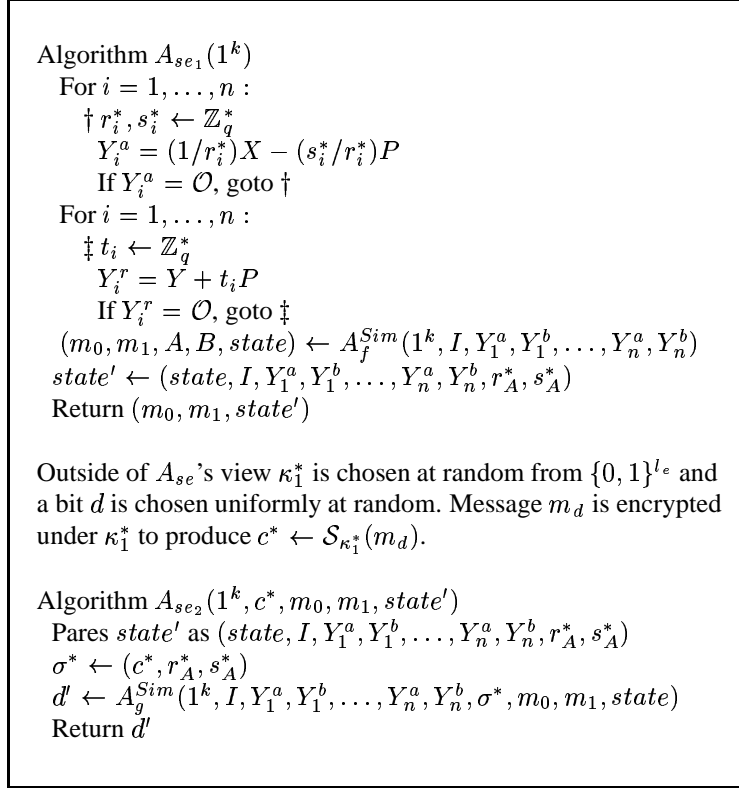 Algorithm A_{se_1}(1^k)
For i = 1, . . . , n :
† r_i^*, s_i^* ← ℤ_q^*
Y_i^a = (1/r_i^*)X − (s_i^*/r_i^*)P
If Y_i^a = 𝒪, goto †
For i = 1, . . . , n :
‡ t_i ← ℤ_q^*
Y_i^r = Y + t_iP
If Y_i^r = 𝒪, goto ‡
(m_0, m_1, A, B, state) ← A_f^{Sim}(1^k, I, Y_1^a, Y_1^b, . . . , Y_n^a, Y_n^b)
state′ ← (state, I, Y_1^a, Y_1^b, . . . , Y_n^a, Y_n^b, r_A^*, s_A^*)
Return (m_0, m_1, state′)
Outside of A_{se}'s view κ_1^* is chosen at random from {0, 1}^{l_e} and
a bit d is chosen uniformly at random. Message m_d is encrypted
under κ_1^* to produce c^* ← 𝒮_{κ_1^*}(m_d).
Algorithm A_{se_2}(1^k, c^*, m_0, m_1, state′)
Pares state′ as (state, I, Y_1^a, Y_1^b, . . . , Y_n^a, Y_n^b, r_A^*, s_A^*)
σ^* ← (c^*, r_A^*, s_A^*)
d′ ← A_g^{Sim}(1^k, I, Y_1^a, Y_1^b, . . . , Y_n^a, Y_n^b, σ^*, m_0, m_1, state)
Return d′